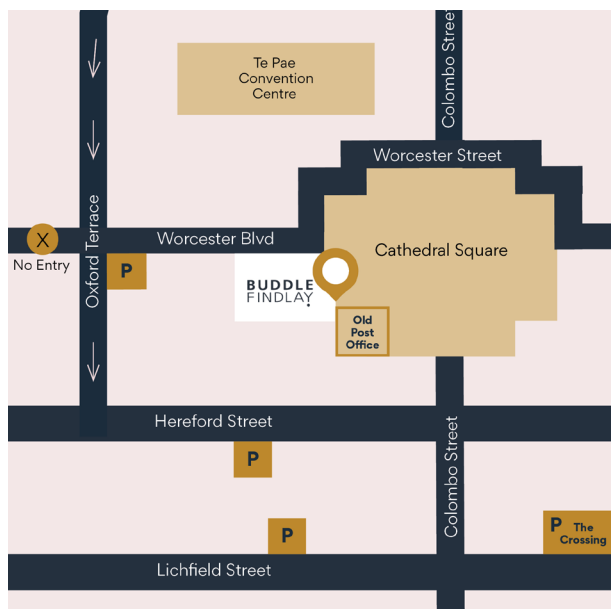 Te Pae
Convention
Centre
Colombo Street
Worcester Street
X
No Entry
Oxford Terrace
Worcester Blvd
P
Cathedral Square
BUDDLE
FINDLAY
Old
Post
Office
Hereford Street
P
Colombo Street
P
P The
Crossing
Lichfield Street